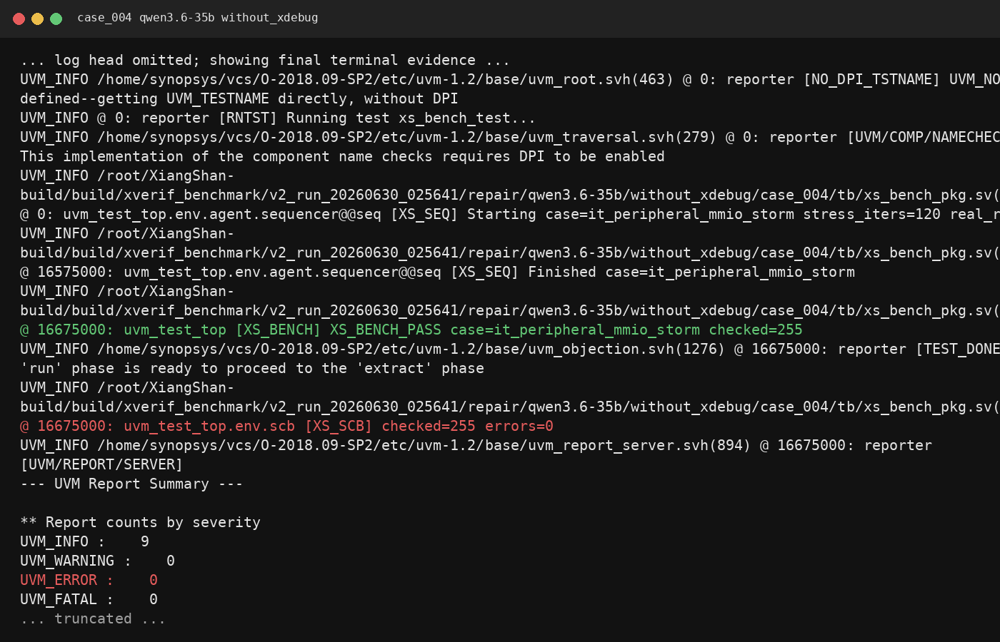 case_004 qwen3.6-35b without_xdebug
... log head omitted; showing final terminal evidence ...
UVM_INFO /home/synopsys/vcs/O-2018.09-SP2/etc/uvm-1.2/base/uvm_root.svh(463) @ 0: reporter [NO_DPI_TSTNAME] UVM_NO
defined--getting UVM_TESTNAME directly, without DPI
UVM_INFO @ 0: reporter [RNTST] Running test xs_bench_test...
UVM_INFO /home/synopsys/vcs/O-2018.09-SP2/etc/uvm-1.2/base/uvm_traversal.svh(279) @ 0: reporter [UVM/COMP/NAMECHEC
This implementation of the component name checks requires DPI to be enabled
UVM_INFO /root/XiangShan-
build/build/xverif_benchmark/v2_run_20260630_025641/repair/qwen3.6-35b/without_xdebug/case_004/tb/xs_bench_pkg.sv(
@ 0: uvm_test_top.env.agent.sequencer@@seq [XS_SEQ] Starting case=it_peripheral_mmio_storm stress_iters=120 real_r
UVM_INFO /root/XiangShan-
build/build/xverif_benchmark/v2_run_20260630_025641/repair/qwen3.6-35b/without_xdebug/case_004/tb/xs_bench_pkg.sv(
@ 16575000: uvm_test_top.env.agent.sequencer@@seq [XS_SEQ] Finished case=it_peripheral_mmio_storm
UVM_INFO /root/XiangShan-
build/build/xverif_benchmark/v2_run_20260630_025641/repair/qwen3.6-35b/without_xdebug/case_004/tb/xs_bench_pkg.sv(
@ 16675000: uvm_test_top [XS_BENCH] XS_BENCH_PASS case=it_peripheral_mmio_storm checked=255
UVM_INFO /home/synopsys/vcs/O-2018.09-SP2/etc/uvm-1.2/base/uvm_objection.svh(1276) @ 16675000: reporter [TEST_DONE
'run' phase is ready to proceed to the 'extract' phase
UVM_INFO /root/XiangShan-
build/build/xverif_benchmark/v2_run_20260630_025641/repair/qwen3.6-35b/without_xdebug/case_004/tb/xs_bench_pkg.sv(
@ 16675000: uvm_test_top.env.scb [XS_SCB] checked=255 errors=0
UVM_INFO /home/synopsys/vcs/O-2018.09-SP2/etc/uvm-1.2/base/uvm_report_server.svh(894) @ 16675000: reporter
[UVM/REPORT/SERVER]
--- UVM Report Summary ---
** Report counts by severity
UVM_INFO :    9
UVM_WARNING :    0
UVM_ERROR :    0
UVM_FATAL :    0
... truncated ...